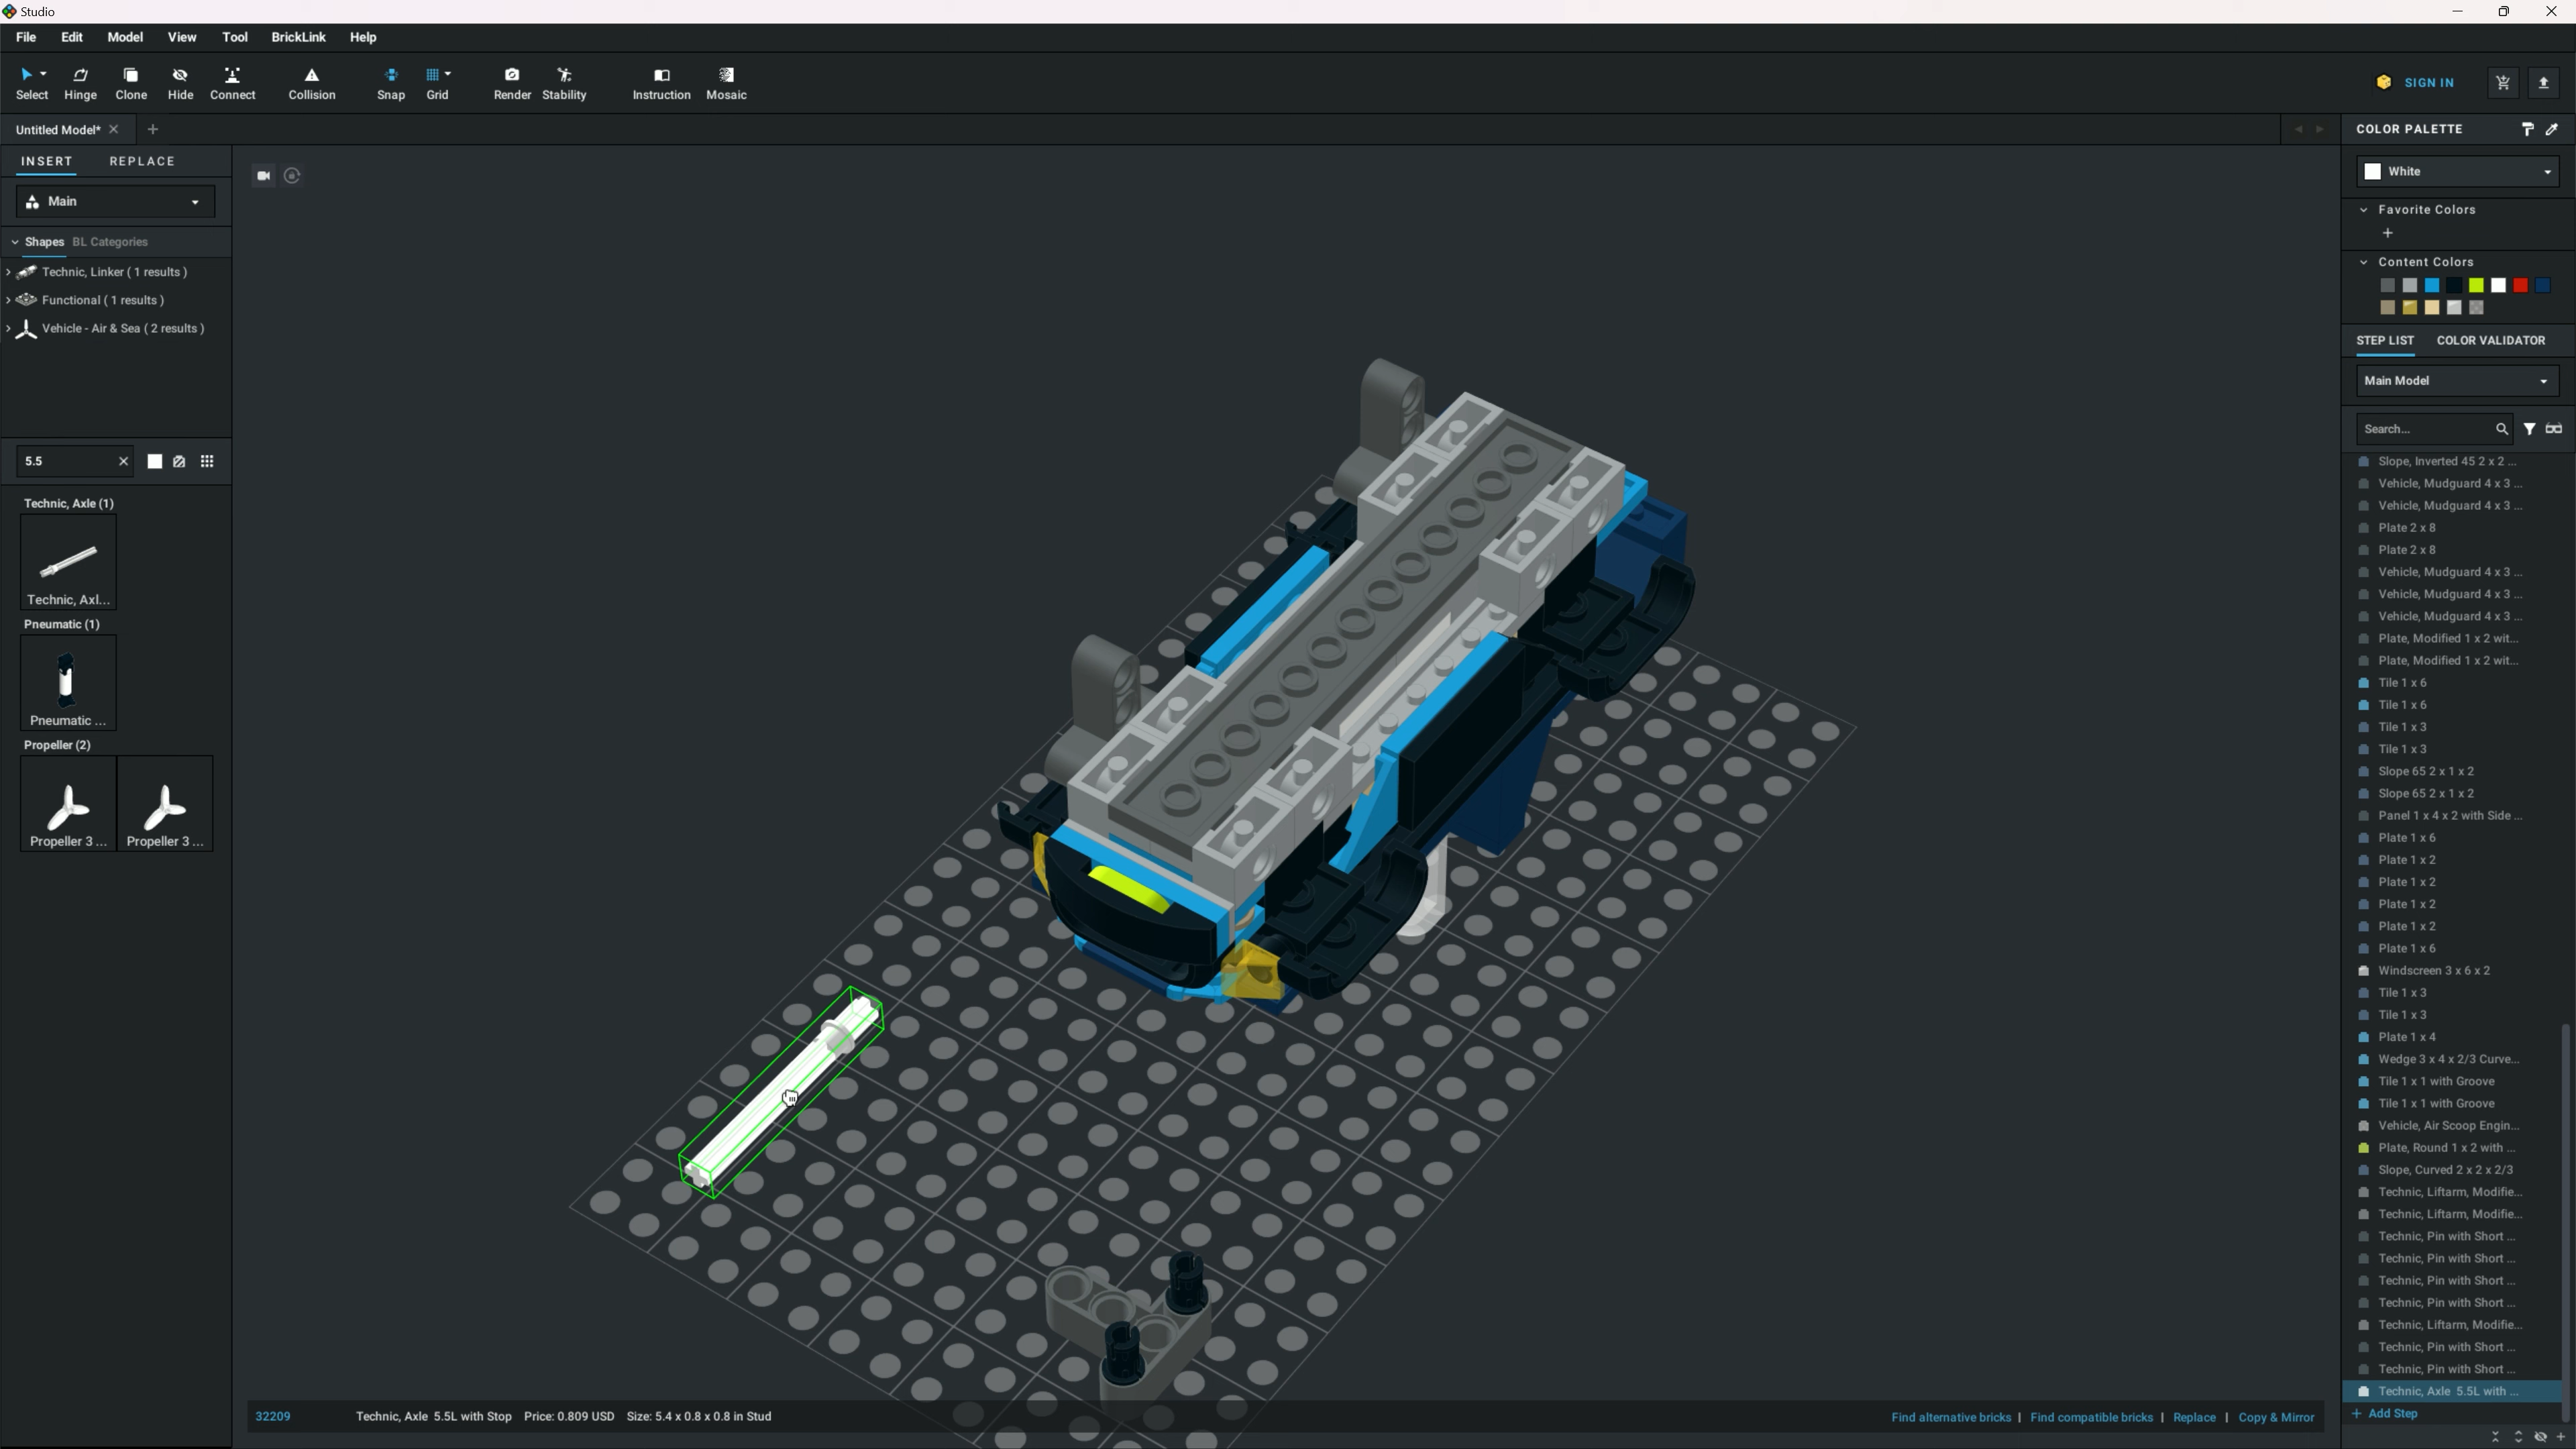 Studio
File Edit Model View Tool BrickLink Help
Select Hinge Clone Hide Connect Collision Snap Grid Render Stability Instruction Mosaic
SIGN IN
Untitled Model*
INSERT REPLACE
Main
Shapes BL Categories
Technic, Linker ( 1 results )
Functional ( 1 results )
Vehicle - Air & Sea ( 2 results )
5.5
Technic, Axle (1)
Technic, Axl...
Pneumatic (1)
Pneumatic ...
Propeller (2)
Propeller 3 ... Propeller 3 ...
32209 Technic, Axle 5.5L with Stop Price: 0.809 USD Size: 5.4 x 0.8 x 0.8 in Stud
Find alternative bricks | Find compatible bricks | Replace | Copy & Mirror
COLOR PALETTE
White
Favorite Colors
+
Content Colors
STEP LIST COLOR VALIDATOR
Main Model
Search...
Slope, Inverted 45 2 x 2 ...
Vehicle, Mudguard 4 x 3 ...
Vehicle, Mudguard 4 x 3 ...
Plate 2 x 8
Plate 2 x 8
Vehicle, Mudguard 4 x 3 ...
Vehicle, Mudguard 4 x 3 ...
Vehicle, Mudguard 4 x 3 ...
Plate, Modified 1 x 2 wit...
Plate, Modified 1 x 2 wit...
Tile 1 x 6
Tile 1 x 6
Tile 1 x 3
Tile 1 x 3
Slope 65 2 x 1 x 2
Slope 65 2 x 1 x 2
Panel 1 x 4 x 2 with Side ...
Plate 1 x 6
Plate 1 x 2
Plate 1 x 2
Plate 1 x 2
Plate 1 x 2
Plate 1 x 6
Windscreen 3 x 6 x 2
Tile 1 x 3
Tile 1 x 3
Plate 1 x 4
Wedge 3 x 4 x 2/3 Curve...
Tile 1 x 1 with Groove
Tile 1 x 1 with Groove
Vehicle, Air Scoop Engin...
Plate, Round 1 x 2 with ...
Slope, Curved 2 x 2 x 2/3
Technic, Liftarm, Modifie...
Technic, Liftarm, Modifie...
Technic, Pin with Short ...
Technic, Pin with Short ...
Technic, Pin with Short ...
Technic, Pin with Short ...
Technic, Liftarm, Modifie...
Technic, Pin with Short ...
Technic, Pin with Short ...
Technic, Axle 5.5L with ...
+ Add Step